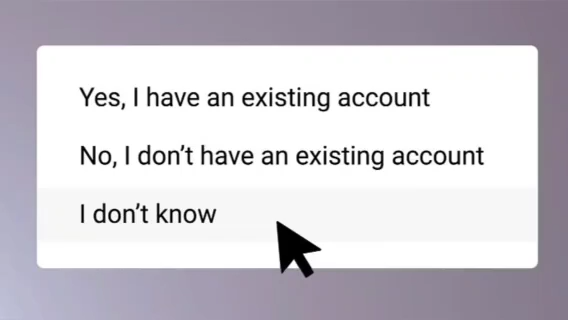 Yes, I have an existing account
No, I don’t have an existing account
I don’t know